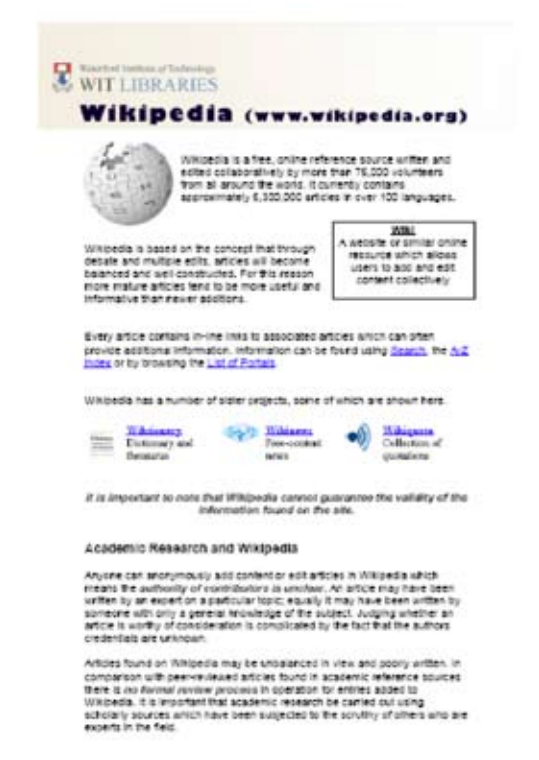 Waterford Institute of Technology
WIT LIBRARIES
Wikipedia (www.wikipedia.org)
Wikipedia is a free, online reference source written and
edited collaboratively by more than 75,000 volunteers
from all around the world. It currently contains
approximately 5,300,000 articles in over 100 languages.
Wikipedia is based on the concept that through
debate and multiple edits, articles will become
balanced and well constructed. For this reason
more mature articles tend to be more useful and
informative than newer additions.
Wiki
A website or similar online
resource which allows
users to add and edit
content collectively
Every article contains in-line links to associated articles which can often
provide additional information. Information can be found using Search, the A-Z
Index or by browsing the List of Portals.
Wikipedia has a number of sister projects, some of which are shown here.
Wiktionary
Dictionary and
thesaurus
Wikinews
Free-content
news
Wikiquote
Collection of
quotations
It is important to note that Wikipedia cannot guarantee the validity of the
information found on the site.
Academic Research and Wikipedia
Anyone can anonymously add content or edit articles in Wikipedia which
means the authority of contributors is unclear. An article may have been
written by an expert on a particular topic; equally it may have been written by
someone with only a general knowledge of the subject. Judging whether an
article is worthy of consideration is complicated by the fact that the authors
credentials are unknown.
Articles found on Wikipedia may be unbalanced in view and poorly written. In
comparison with peer-reviewed articles found in academic reference sources
there is no formal review process in operation for entries added to
Wikipedia. It is important that academic research be carried out using
scholarly sources which have been subjected to the scrutiny of others who are
experts in the field.